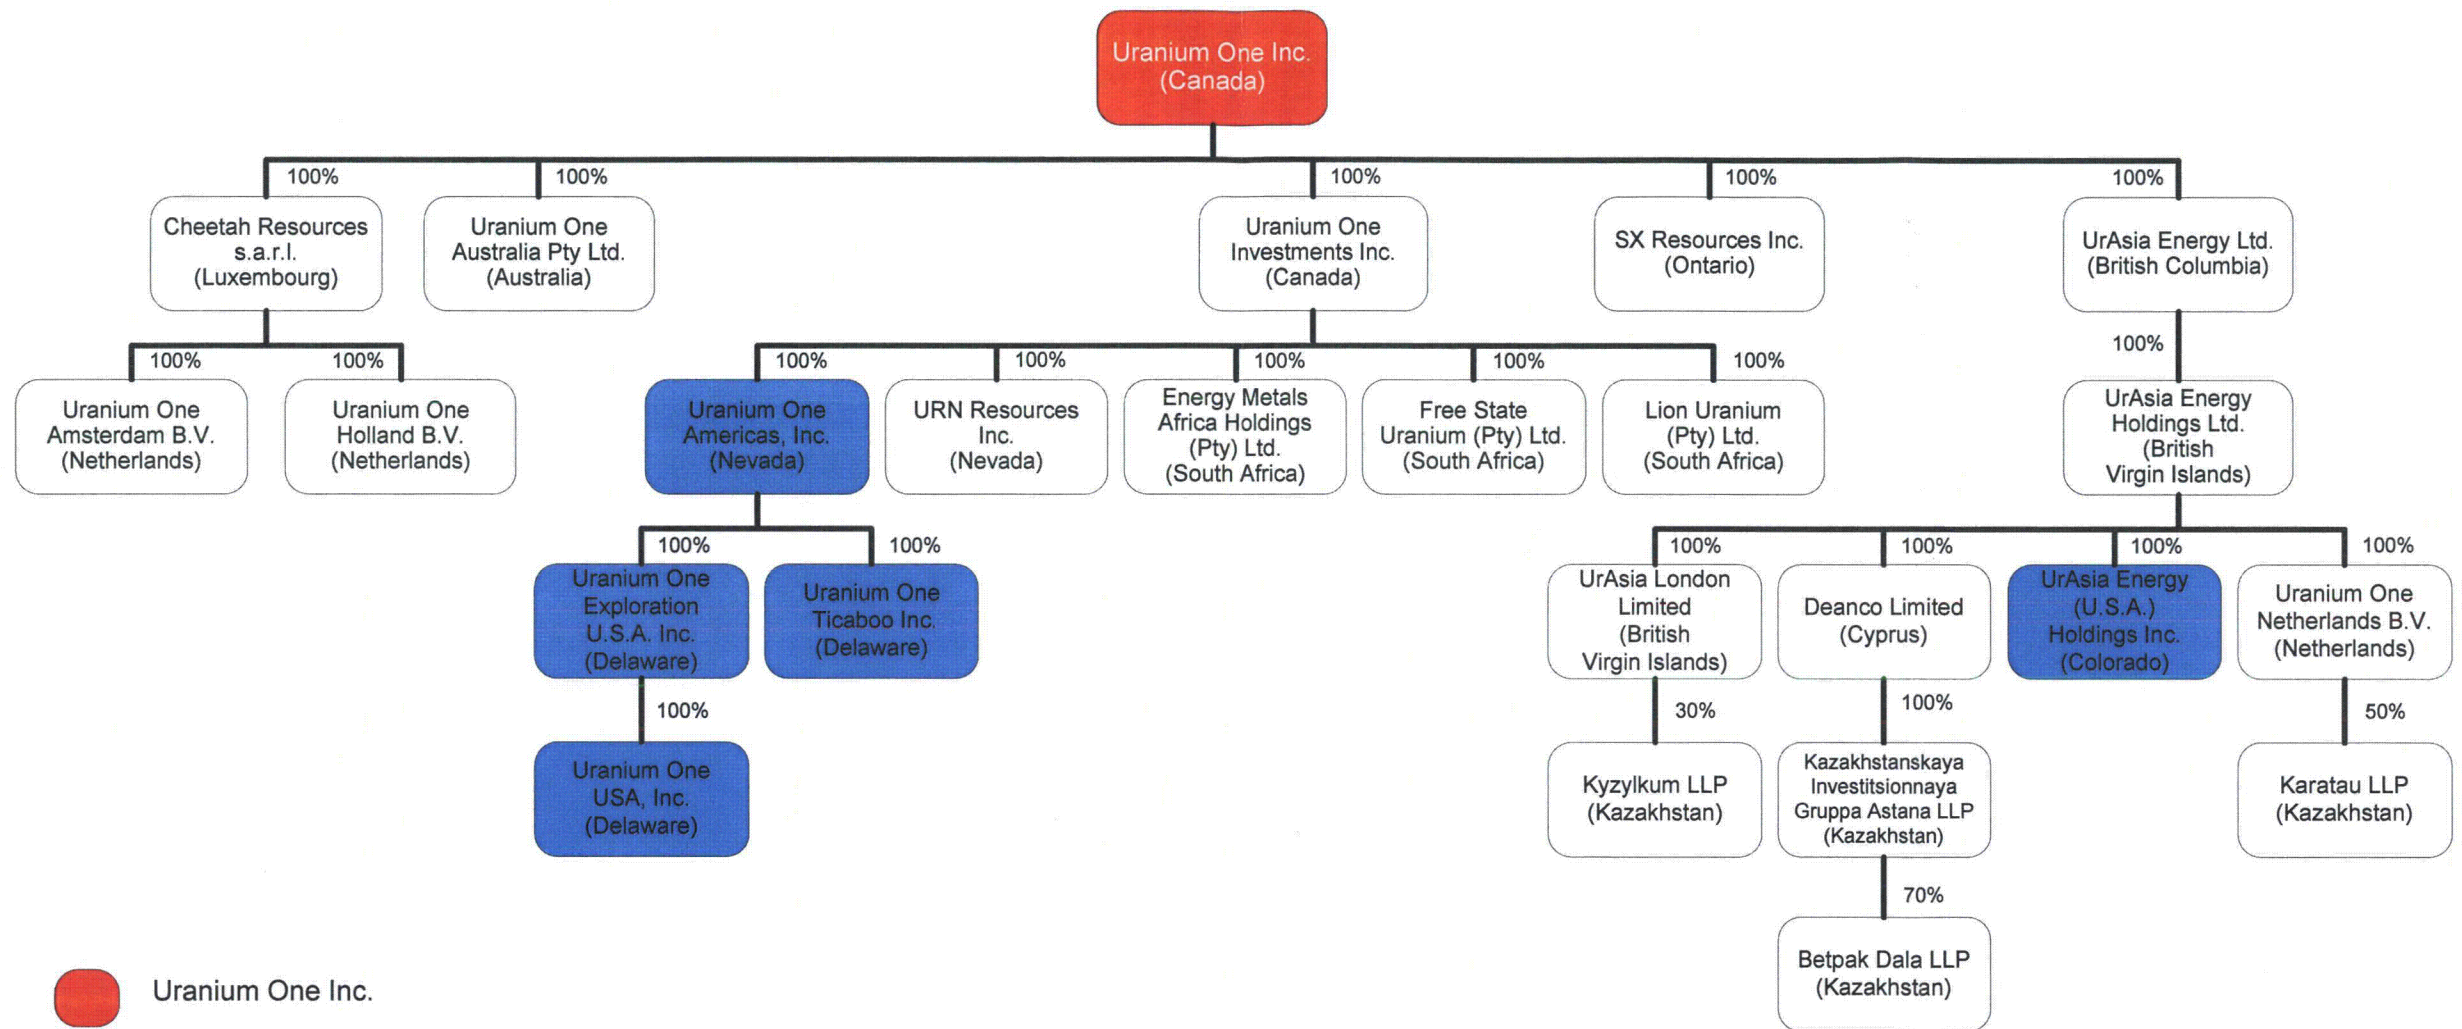 Uranium One Inc.
(Canada)
100%
100%
100%
100%
100%
Cheetah Resources
s.a.r.l.
(Luxembourg)
Uranium One
Australia Pty Ltd.
(Australia)
Uranium One
Investments Inc.
(Canada)
SX Resources Inc.
(Ontario)
UrAsia Energy Ltd.
(British Columbia)
100%
100%
100%
100%
100%
100%
100%
100%
Uranium One
Amsterdam B.V.
(Netherlands)
Uranium One
Holland B.V.
(Netherlands)
Uranium One
Americas, Inc.
(Nevada)
URN Resources
Inc.
(Nevada)
Energy Metals
Africa Holdings
(Pty) Ltd.
(South Africa)
Free State
Uranium (Pty) Ltd.
(South Africa)
Lion Uranium
(Pty) Ltd.
(South Africa)
UrAsia Energy
Holdings Ltd.
(British
Virgin Islands)
100%
100%
100%
100%
100%
100%
Uranium One
Exploration
U.S.A. Inc.
(Delaware)
Uranium One
Ticaboo Inc.
(Delaware)
UrAsia London
Limited
(British
Virgin Islands)
Deanco Limited
(Cyprus)
UrAsia Energy
(U.S.A.)
Holdings Inc.
(Colorado)
Uranium One
Netherlands B.V.
(Netherlands)
100%
30%
100%
50%
Uranium One
USA, Inc.
(Delaware)
Kyzylkum LLP
(Kazakhstan)
Kazakhstanskaya
Investitsionnaya
Gruppa Astana LLP
(Kazakhstan)
Karatau LLP
(Kazakhstan)
70%
Betpak Dala LLP
(Kazakhstan)
Uranium One Inc.